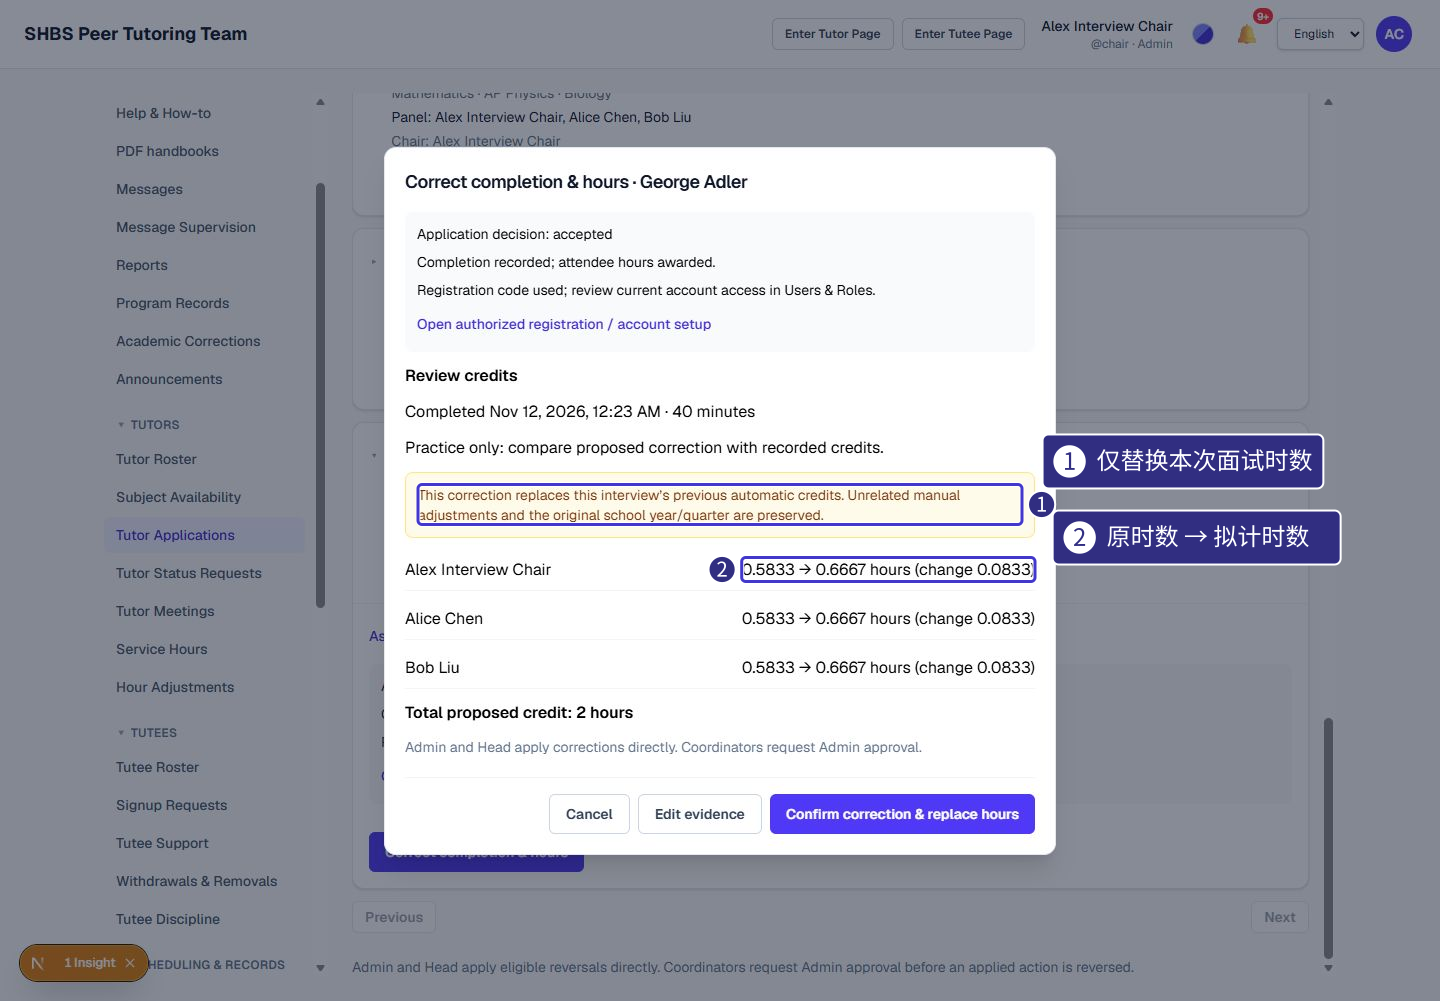 SHBS Peer Tutoring Team
Enter Tutor Page
Enter Tutee Page
Alex Interview Chair
@chair · Admin
9+
English
AC
Help & How-to
PDF handbooks
Messages
Message Supervision
Reports
Program Records
Academic Corrections
Announcements
TUTORS
Tutor Roster
Subject Availability
Tutor Applications
Tutor Status Requests
Tutor Meetings
Service Hours
Hour Adjustments
TUTEES
Tutee Roster
Signup Requests
Tutee Support
Withdrawals & Removals
Tutee Discipline
HEDULING & RECORDS
N 1 Insight ×
Mathematics · AP Physics · Biology
Panel: Alex Interview Chair, Alice Chen, Bob Liu
Chair: Alex Interview Chair
Correct completion & hours · George Adler
Application decision: accepted
Completion recorded; attendee hours awarded.
Registration code used; review current account access in Users & Roles.
Open authorized registration / account setup
Review credits
Completed Nov 12, 2026, 12:23 AM · 40 minutes
Practice only: compare proposed correction with recorded credits.
This correction replaces this interview's previous automatic credits. Unrelated manual
adjustments and the original school year/quarter are preserved.
1
1 仅替换本次面试时数
2 原时数 → 拟计时数
Alex Interview Chair 2 0.5833 → 0.6667 hours (change 0.0833)
Alice Chen 0.5833 → 0.6667 hours (change 0.0833)
Bob Liu 0.5833 → 0.6667 hours (change 0.0833)
Total proposed credit: 2 hours
Admin and Head apply corrections directly. Coordinators request Admin approval.
Cancel
Edit evidence
Confirm correction & replace hours
As
Previous
Next
Admin and Head apply eligible reversals directly. Coordinators request Admin approval before an applied action is reversed.